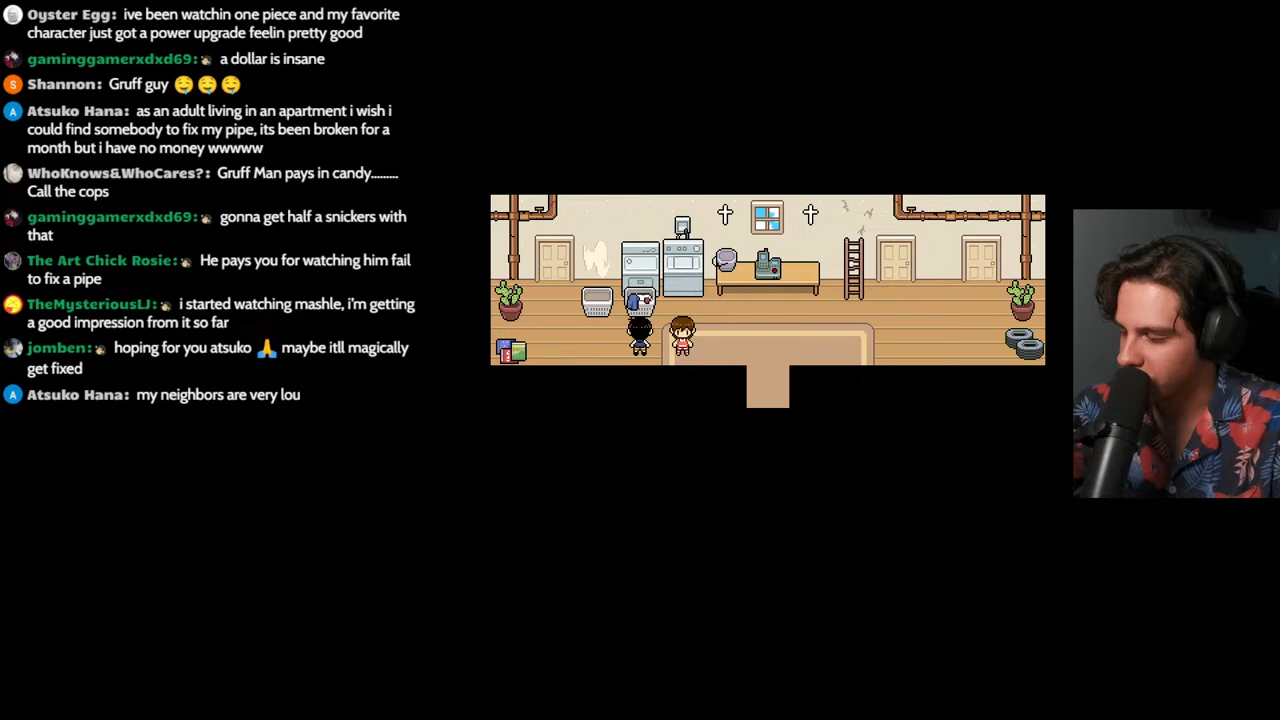 Oyster Egg: ive been watchin one piece and my favorite
character just got a power upgrade feelin pretty good
gaminggamerxdxd69: a dollar is insane
Shannon: Gruff guy 🤤 🤤 🤤
Atsuko Hana: as an adult living in an apartment i wish i
could find somebody to fix my pipe, its been broken for a
month but i have no money wwwww
WhoKnows&WhoCares?: Gruff Man pays in candy.........
Call the cops
gaminggamerxdxd69: gonna get half a snickers with
that
The Art Chick Rosie: He pays you for watching him fail
to fix a pipe
TheMysteriousLJ: i started watching mashle, i'm getting
a good impression from it so far
jomben: hoping for you atsuko 🙏 maybe itll magically
get fixed
Atsuko Hana: my neighbors are very lou